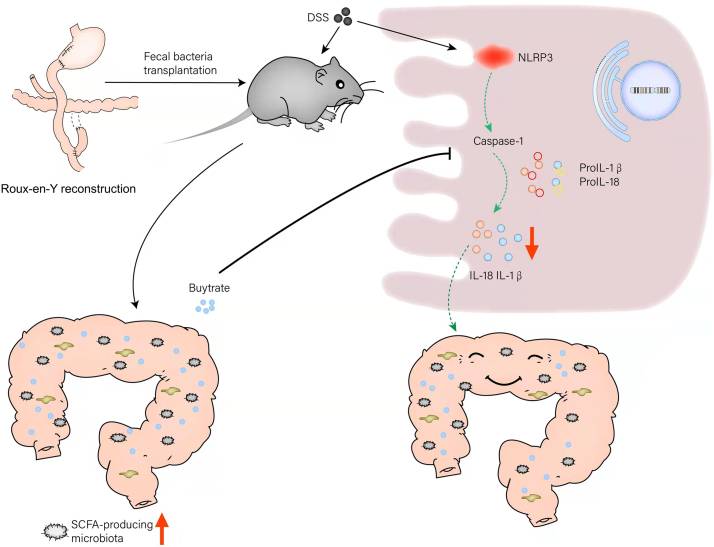 DSS
Fecal bacteria
transplantation
NLRP3
Caspase-1
ProIL-1 β
ProIL-18
Roux-en-Y reconstruction
IL-18 IL-1 β
Buytrate
SCFA-producing
microbiota